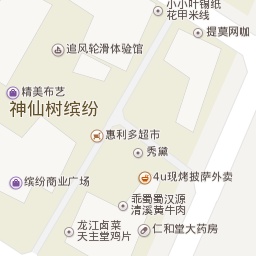 小小叶锡纸
花甲米线
提莫网咖
追风轮滑体验馆
精美布艺
神仙树缤纷
惠利多超市
秀黛
4u现烤披萨外卖
缤纷商业广场
乖蜀蜀汉源
清溪黄牛肉
龙江卤菜
天主堂鸡片
仁和堂大药房